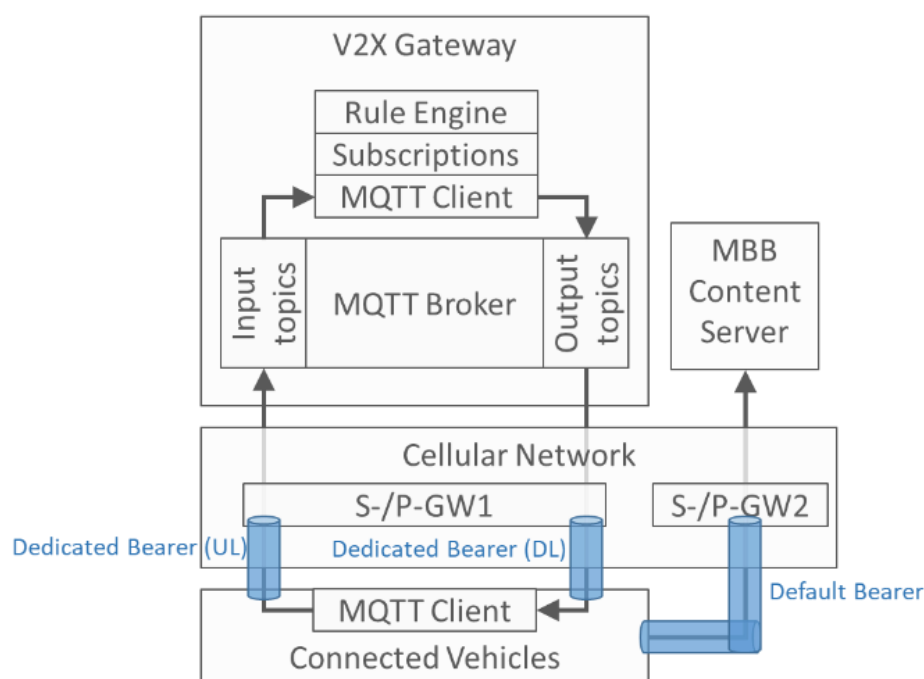 V2X Gateway
Rule Engine
Subscriptions
MQTT Client
Input
topics
MQTT Broker
Output
topics
MBB
Content
Server
Cellular Network
S-/P-GW1
S-/P-GW2
Dedicated Bearer (UL)
Dedicated Bearer (DL)
Default Bearer
MQTT Client
Connected Vehicles